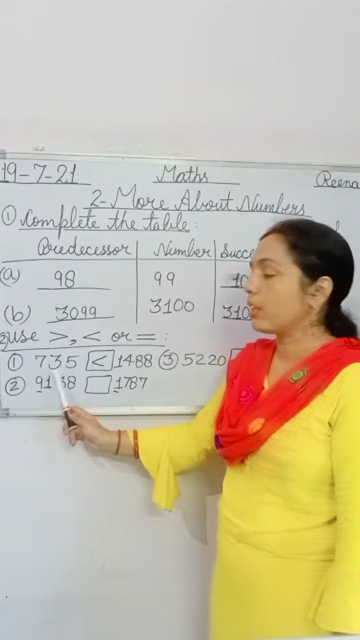 19-7-21 Maths Reena
2-More About Numbers
① Complete the table:
Predecessor Number
(a) 98 99
(b) 3099 3100
use >, < or = :
① 735 < 1488 ③ 5220
② 1787